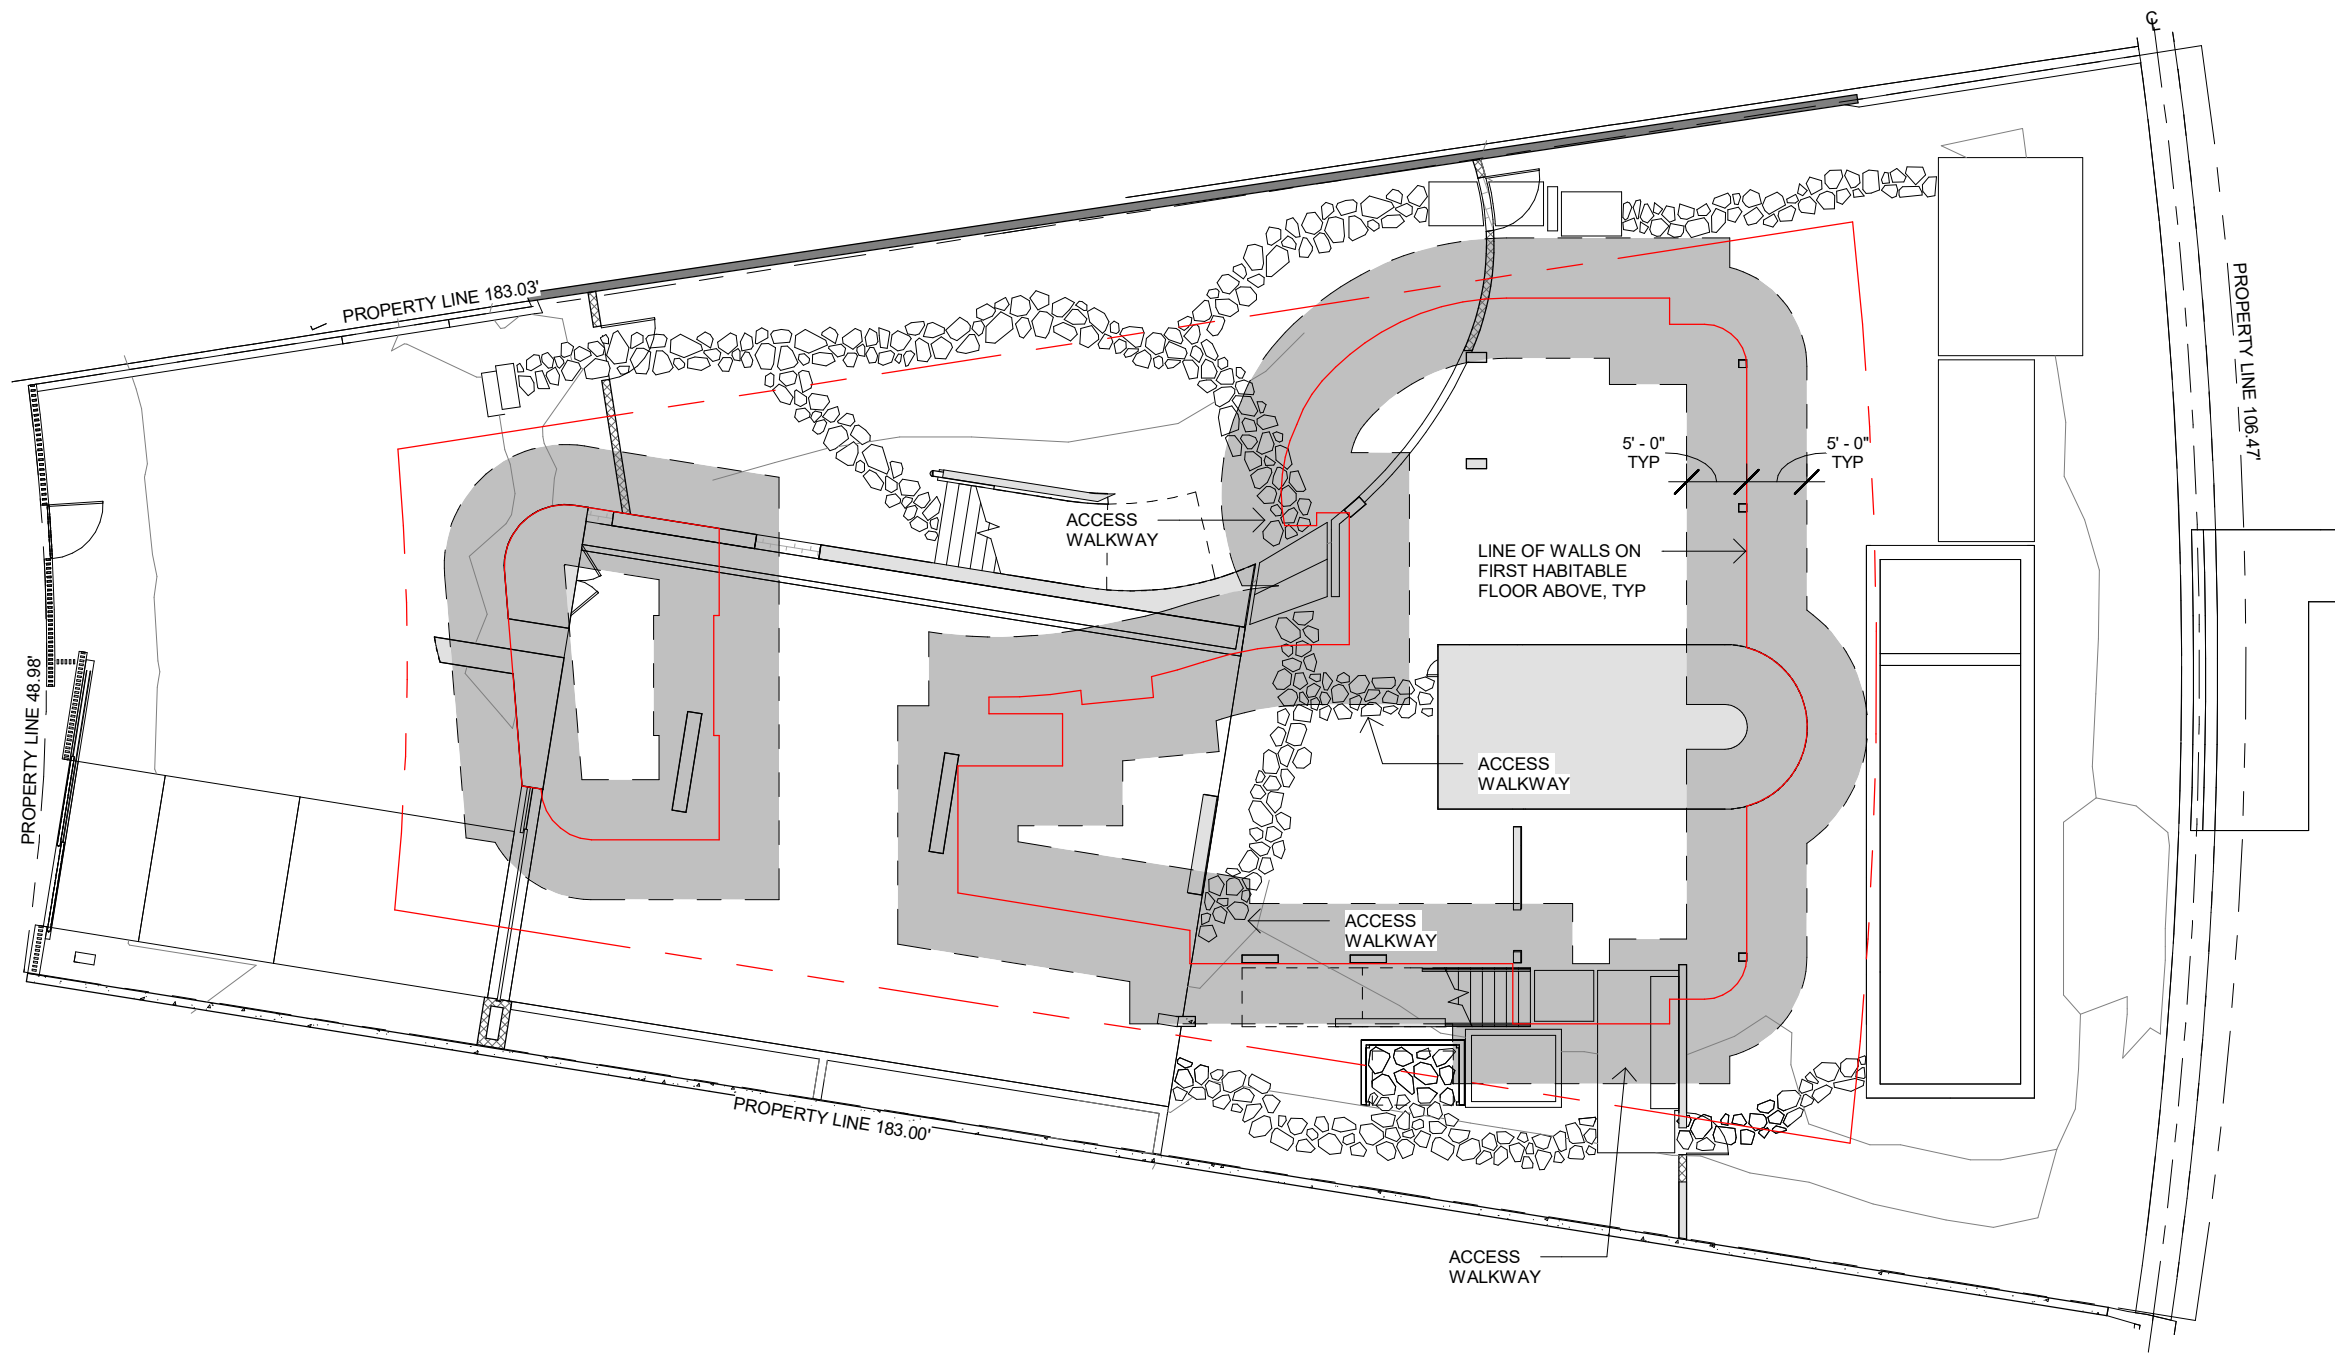 ℄
PROPERTY LINE 183.03'
PROPERTY LINE 106.47'
5' - 0"
TYP
5' - 0"
TYP
ACCESS
WALKWAY
LINE OF WALLS ON
FIRST HABITABLE
FLOOR ABOVE, TYP
PROPERTY LINE 48.98'
ACCESS
WALKWAY
ACCESS
WALKWAY
PROPERTY LINE 183.00'
ACCESS
WALKWAY